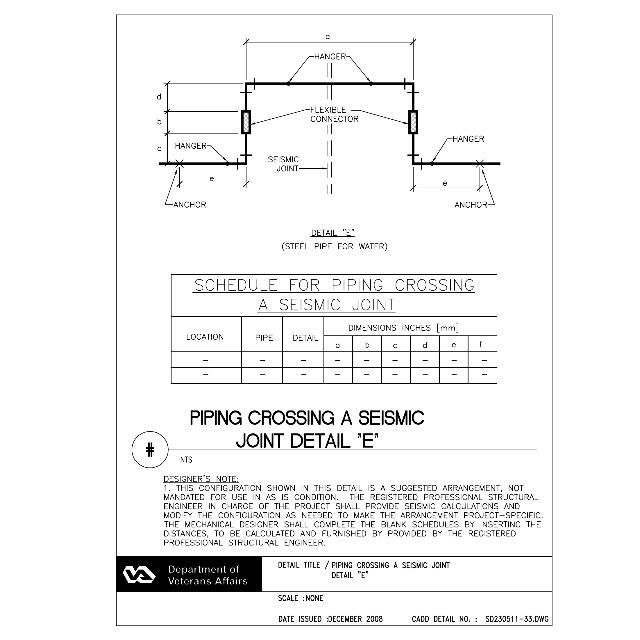 a
HANGER
d
b
c
FLEXIBLE
CONNECTOR
HANGER
HANGER
SEISMIC
JOINT
e
e
ANCHOR
ANCHOR
DETAIL "E"
(STEEL PIPE FOR WATER)
SCHEDULE FOR PIPING CROSSING
A SEISMIC JOINT
LOCATION PIPE DETAIL DIMENSIONS INCHES [mm]
a b c d e f
– – – – – – – – –
– – – – – – – – –
PIPING CROSSING A SEISMIC
JOINT DETAIL "E"
#
NTS
DESIGNER'S NOTE:
1. THIS CONFIGURATION SHOWN IN THIS DETAIL IS A SUGGESTED ARRANGEMENT, NOT
MANDATED FOR USE IN AS IS CONDITION. THE REGISTERED PROFESSIONAL STRUCTURAL
ENGINEER IN CHARGE OF THE PROJECT SHALL PROVIDE SEISMIC CALCULATIONS AND
MODIFY THE CONFIGURATION AS NEEDED TO MAKE THE ARRANGEMENT PROJECT-SPECIFIC.
THE MECHANICAL DESIGNER SHALL COMPLETE THE BLANK SCHEDULES BY INSERTING THE
DISTANCES, TO BE CALCULATED AND FURNISHED BY PROVIDED BY THE REGISTERED
PROFESSIONAL STRUCTURAL ENGINEER.
Department of
Veterans Affairs
DETAIL TITLE / PIPING CROSSING A SEISMIC JOINT
DETAIL "E"
SCALE :NONE
DATE ISSUED :DECEMBER 2008 CADD DETAIL NO. : SD230511-33.DWG